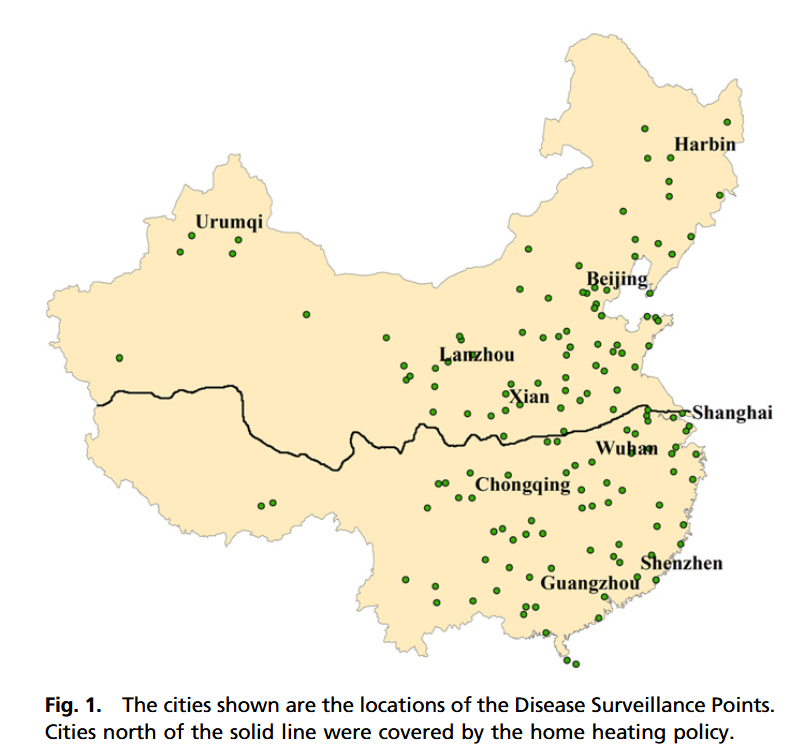 Harbin
Urumqi
Beijing
Lanzhou
Xian
Shanghai
Wuhan
Chongqing
Shenzhen
Guangzhou
Fig. 1. The cities shown are the locations of the Disease Surveillance Points.
Cities north of the solid line were covered by the home heating policy.